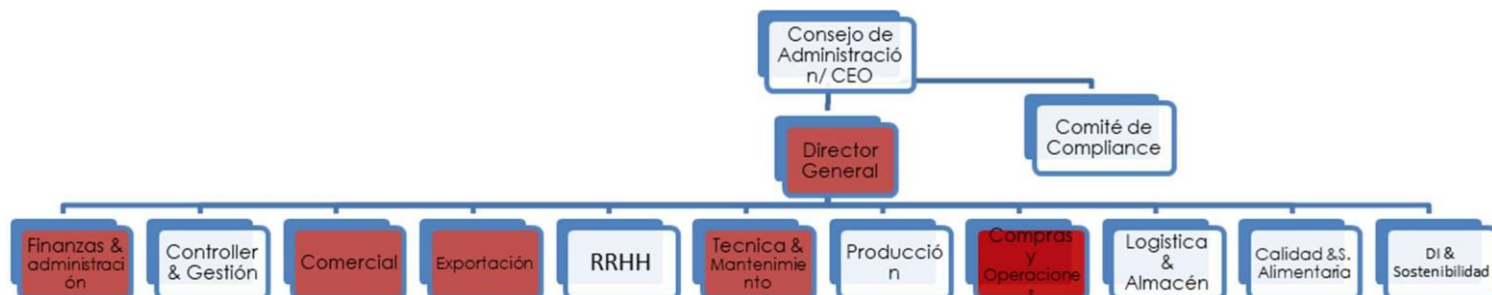 Consejo de
Administració
n/ CEO
Comité de
Compliance
Director
General
Finanzas &
administraci
ón
Controller
& Gestión
Comercial
Exportación
RRHH
Tecnica &
Mantenimie
nto
Producció
n
Compras
y
Operacione
s
Logistica
&
Almacén
Calidad &S.
Alimentaria
DI &
Sostenibilidad